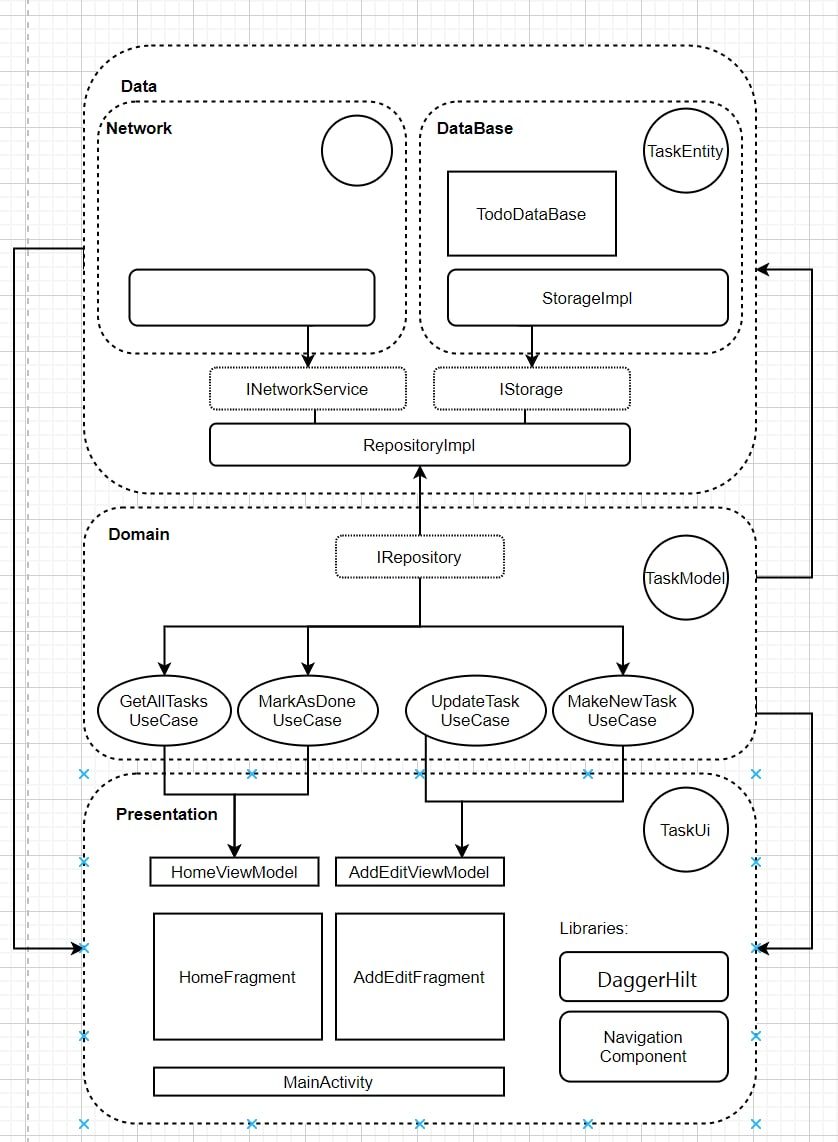 Data
Network
DataBase
TaskEntity
TodoDataBase
StorageImpl
INetworkService
IStorage
RepositoryImpl
Domain
IRepository
TaskModel
GetAllTasks
UseCase
MarkAsDone
UseCase
UpdateTask
UseCase
MakeNewTask
UseCase
Presentation
TaskUi
HomeViewModel
AddEditViewModel
Libraries:
HomeFragment
AddEditFragment
DaggerHilt
Navigation
Component
MainActivity